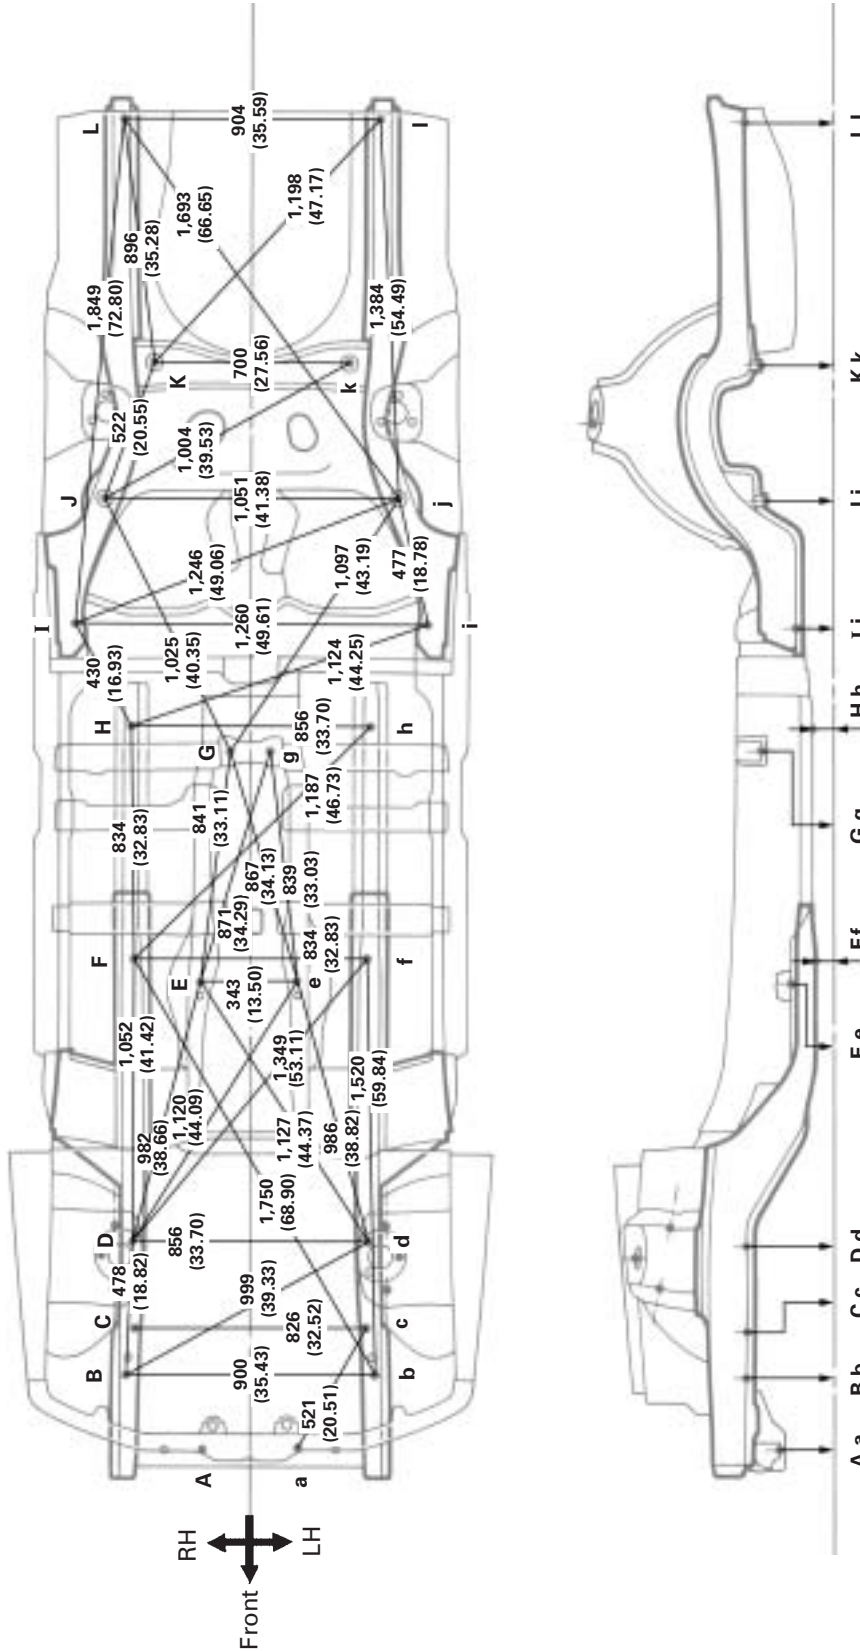 L
904
(35.59)
l
1,198
(47.17)
1,693
(66.65)
896
(35.28)
1,849
(72.80)
1,384
(54.49)
K
700
(27.56)
k
522
(20.55)
1,004
(39.53)
J
1,051
(41.38)
j
1,246
(49.06)
1,097
(43.19)
477
(18.78)
I
1,260
(49.61)
i
430
(16.93)
1,025
(40.35)
1,124
(44.25)
H
856
(33.70)
h
G
g
1,187
(46.73)
834
(32.83)
841
(33.11)
867
(34.13)
839
(33.03)
871
(34.29)
834
(32.83)
F
f
E
343
(13.50)
e
1,052
(41.42)
1,349
(53.11)
1,520
(59.84)
982
(38.66)
1,120
(44.09)
1,127
(44.37)
986
(38.82)
1,750
(68.90)
D
856
(33.70)
d
478
(18.82)
999
(39.33)
C
826
(32.52)
c
B
900
(35.43)
b
521
(20.51)
A
a
RH
LH
Front